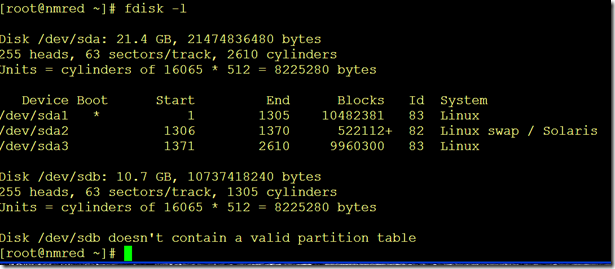 [root@nmred ~]# fdisk -l
Disk /dev/sda: 21.4 GB, 21474836480 bytes
255 heads, 63 sectors/track, 2610 cylinders
Units = cylinders of 16065 * 512 = 8225280 bytes
Device Boot Start End Blocks Id System
/dev/sda1 * 1 1305 10482381 83 Linux
/dev/sda2 1306 1370 522112+ 82 Linux swap / Solaris
/dev/sda3 1371 2610 9960300 83 Linux
Disk /dev/sdb: 10.7 GB, 10737418240 bytes
255 heads, 63 sectors/track, 1305 cylinders
Units = cylinders of 16065 * 512 = 8225280 bytes
Disk /dev/sdb doesn't contain a valid partition table
[root@nmred ~]#